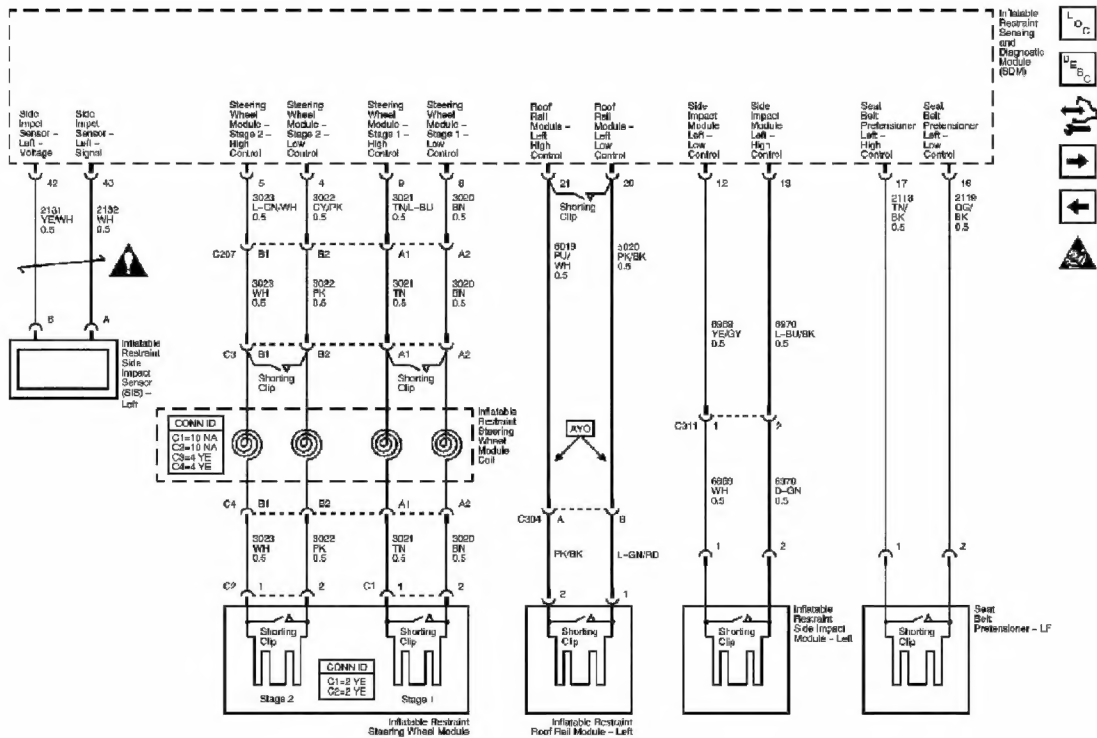 Inflatable
Restraint
Sensing
and
Diagnostic
Module
(SDM)
L O C
D E S C
Side
Impct
Sensor –
Left –
Voltage
Side
Impct
Sensor –
Left –
Signal
Steering
Wheel
Module –
Stage 2 –
High
Control
Steering
Wheel
Module –
Stage 2 –
Low
Control
Steering
Wheel
Module –
Stage 1 –
High
Control
Steering
Wheel
Module –
Stage 1 –
Low
Control
Roof
Rail
Module –
Left
High
Control
Roof
Rail
Module –
Left
Low
Control
Side
Impact
Module
Left –
Low
Control
Side
Impact
Module
Left –
High
Control
Seat
Belt
Pretensioner
Left –
High
Control
Seat
Belt
Pretensioner
Left –
Low
Control
42 43 5 4 9 8 21 20 12 13 17 16
2131
YE/WH
0.5
2132
WH
0.5
3023
L-GN/WH
0.5
3022
GY/PK
0.5
3021
TN/L-BU
0.5
3020
BN
0.5
Shorting
Clip
2118
TN/
BK
0.5
2119
OG/
BK
0.5
C207 B1 B2 A1 A2
6019
PU/
WH
0.5
5020
PK/BK
0.5
3023
WH
0.5
3022
PK
0.5
3021
TN
0.5
3020
BN
0.5
B A
6969
YE/GY
0.5
6970
L-BU/BK
0.5
Inflatable
Restraint
Side
Impact
Sensor
(SIS) –
Left
C3 B1 B2 A1 A2
Shorting
Clip
Shorting
Clip
Inflatable
Restraint
Steering
Wheel
Module
Coil
CONN ID
C1=10 NA
C2=10 NA
C3=4 YE
C4=4 YE
AY0
C311 1 2
6969
WH
0.5
6970
D-GN
0.5
C4 B1 B2 A1 A2
C304 A B
3023
WH
0.5
3022
PK
0.5
3021
TN
0.5
3020
BN
0.5
PK/BK
L-GN/RD
1 2
1 2
C2 1 2 C1 1 2
2 1
Shorting
Clip
Stage 2
Shorting
Clip
Stage 1
CONN ID
C1=2 YE
C2=2 YE
Inflatable Restraint
Steering Wheel Module
Shorting
Clip
Inflatable Restraint
Roof Rail Module – Left
Shorting
Clip
Inflatable
Restraint
Side Impact
Module – Left
Shorting
Clip
Seat
Belt
Pretensioner – LF